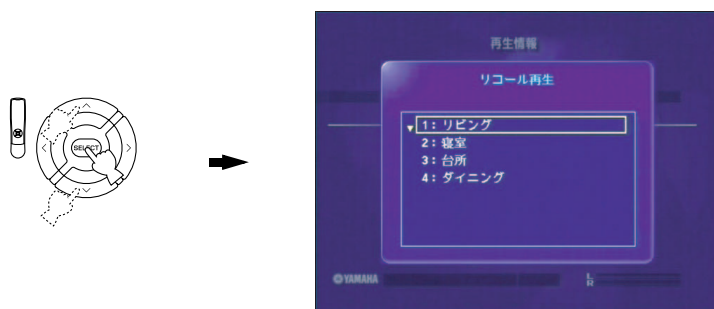 SELECT
再生情報
リコール再生
1: リビング
2: 寝室
3: 台所
4: ダイニング
YAMAHA
L
R